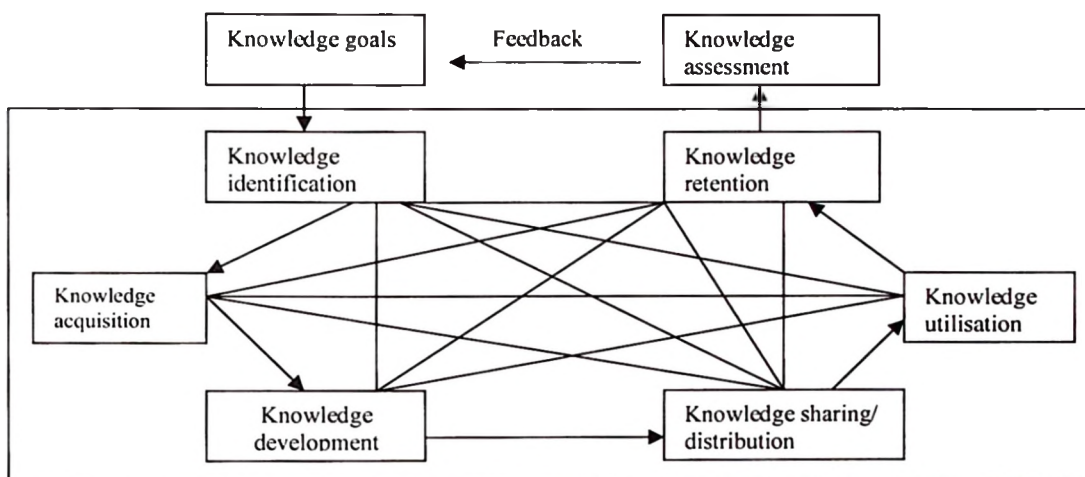 Knowledge goals
Feedback
Knowledge
assessment
Knowledge
identification
Knowledge
retention
Knowledge
acquisition
Knowledge
utilisation
Knowledge
development
Knowledge sharing/
distribution